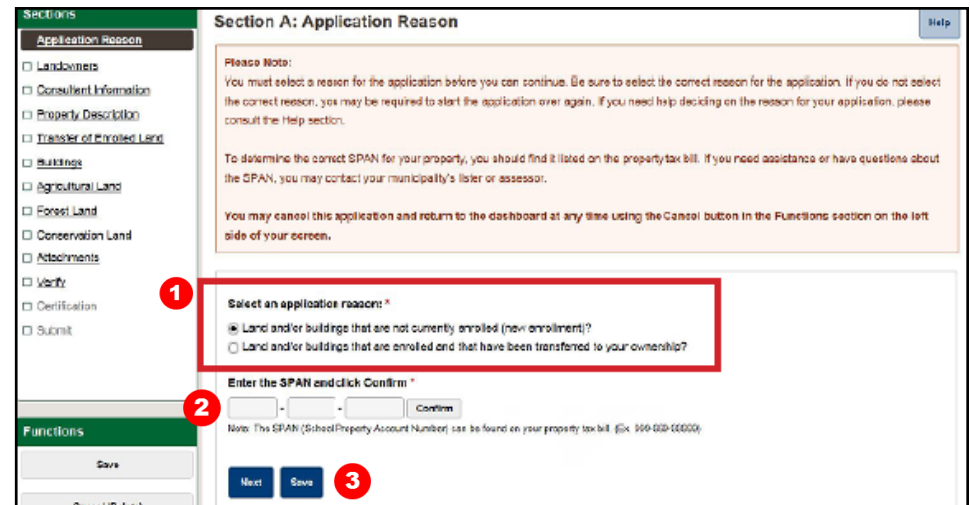 Sections
Application Reason
Landowners
Consultant Information
Property Description
Transfer of Enrolled Land
Buildings
Agricultural Land
Forest Land
Conservation Land
Attachments
Verify
Certification
Submit
Functions
Save
Section A: Application Reason
Help
Please Note:
You must select a reason for the application before you can continue. Be sure to select the correct reason for the application. If you do not select
the correct reason, you may be required to start the application over again. If you need help deciding on the reason for your application, please
consult the Help section.
To determine the correct SPAN for your property, you should find it listed on the property tax bill. If you need assistance or have questions about
the SPAN, you may contact your municipality's lister or assessor.
You may cancel this application and return to the dashboard at any time using the Cancel button in the Functions section on the left
side of your screen.
1
Select an application reason: *
Land and/or buildings that are not currently enrolled (new enrollment)?
Land and/or buildings that are enrolled and that have been transferred to your ownership?
Enter the SPAN and click Confirm *
2
- - Confirm
Note: The SPAN (School Property Account Number) can be found on your property tax bill. (Ex.
Next Save 3